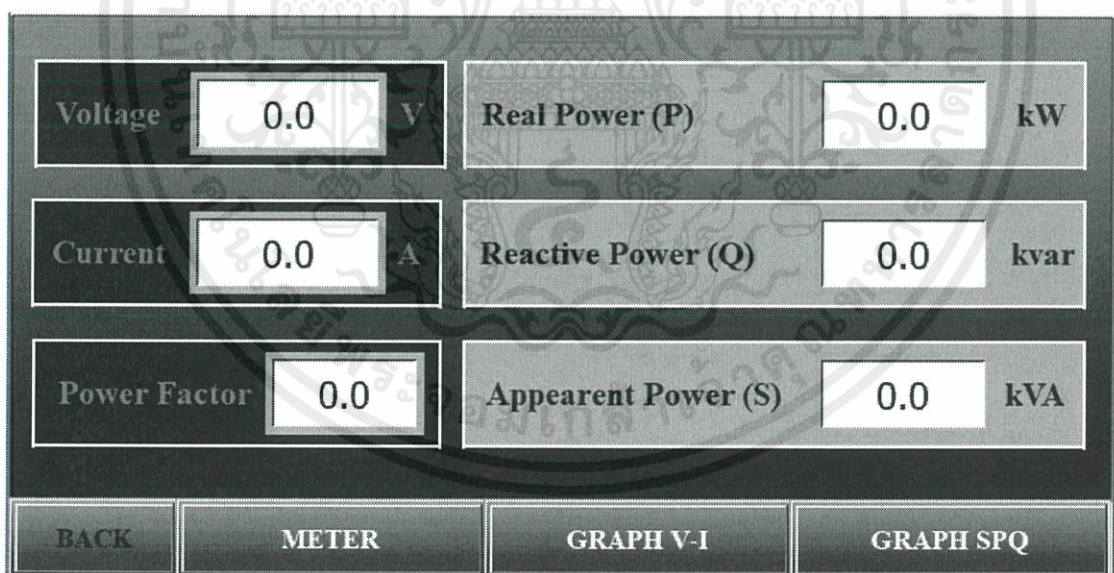 Voltage 0.0 V Real Power (P) 0.0 kW
Current 0.0 A Reactive Power (Q) 0.0 kvar
Power Factor 0.0 Appearent Power (S) 0.0 kVA
BACK METER GRAPH V-I GRAPH SPQ